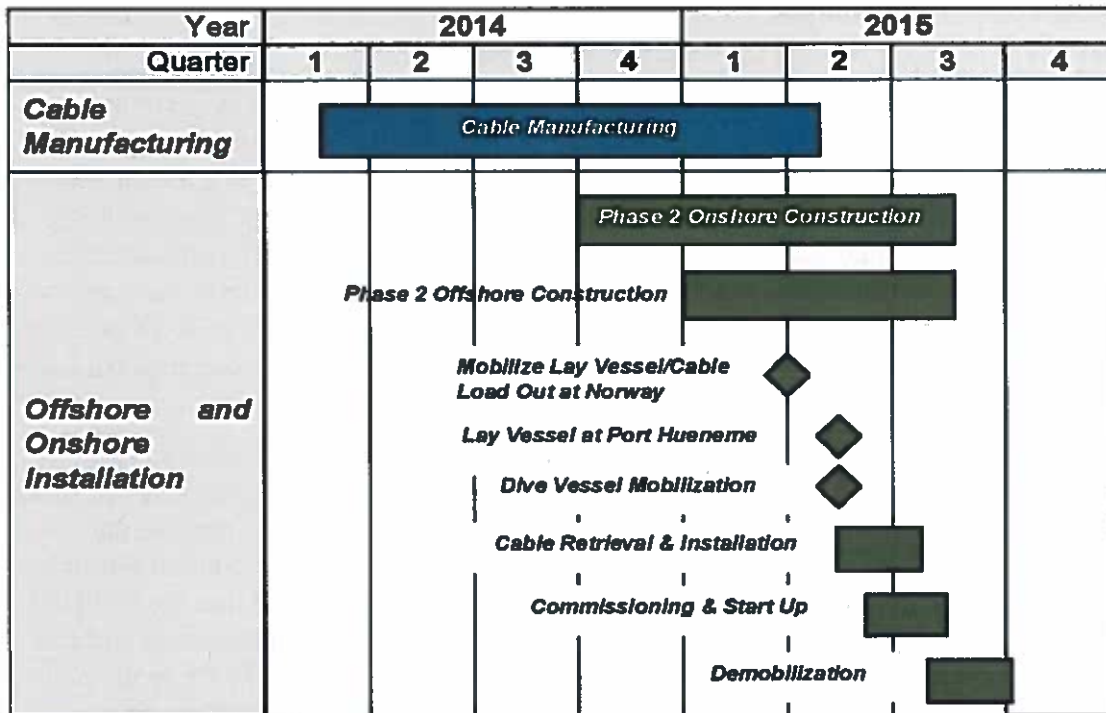 Year 2014 2015
Quarter 1 2 3 4 1 2 3 4
Cable
Manufacturing
Cable Manufacturing
Offshore and
Onshore
Installation
Phase 2 Onshore Construction
Phase 2 Offshore Construction
Mobilize Lay Vessel/Cable
Load Out at Norway
Lay Vessel at Port Hueneme
Dive Vessel Mobilization
Cable Retrieval & Installation
Commissioning & Start Up
Demobilization